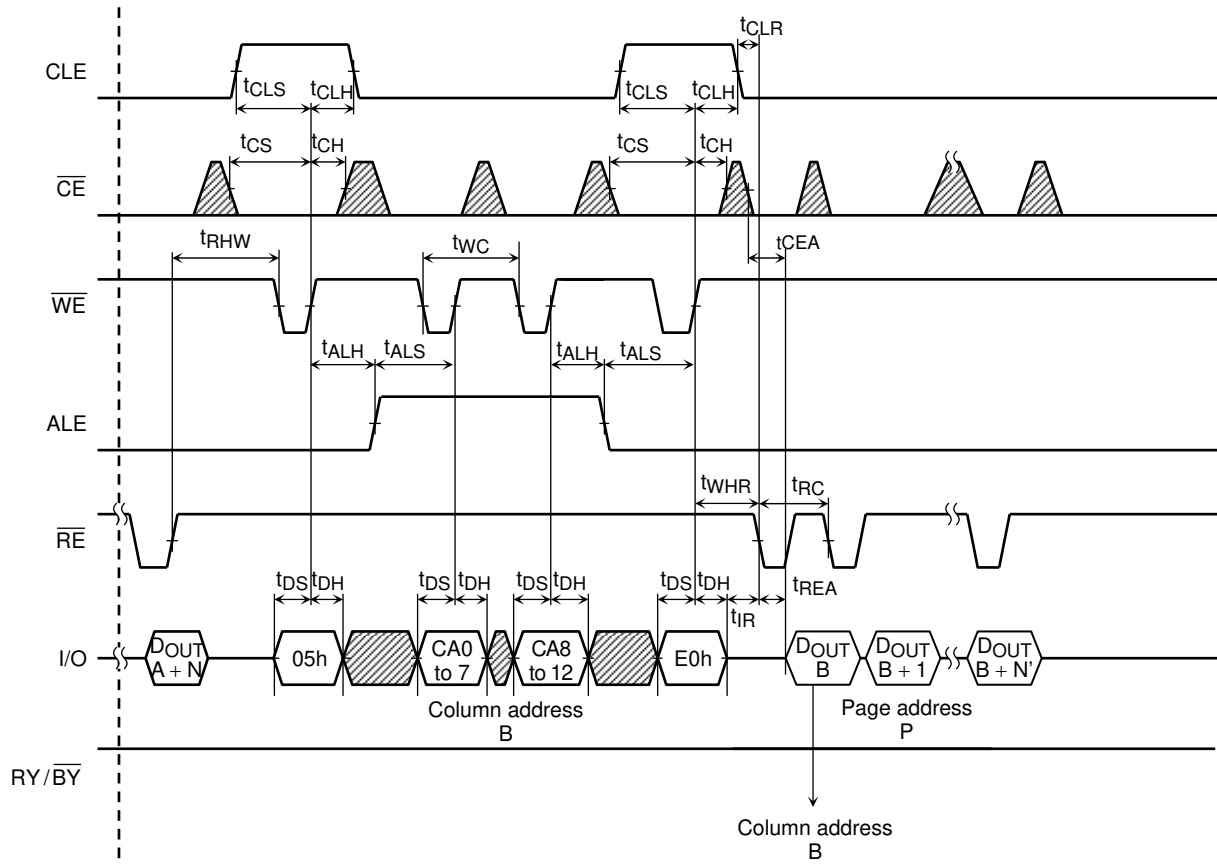 tCLR
CLE
tCLS
tCLH
tCLS
tCLH
tCS
tCH
tCS
tCH
CE
tRHW
tWC
tCEA
WE
tALH
tALS
tALH
tALS
ALE
tWHR
tRC
RE
tDS
tDH
tDS
tDH
tDS
tDH
tDS
tDH
tIR
tREA
I/O
DOUT
A + N
05h
CA0
to 7
CA8
to 12
E0h
DOUT
B
DOUT
B + 1
DOUT
B + N’
Column address
B
Page address
P
RY/BY
Column address
B